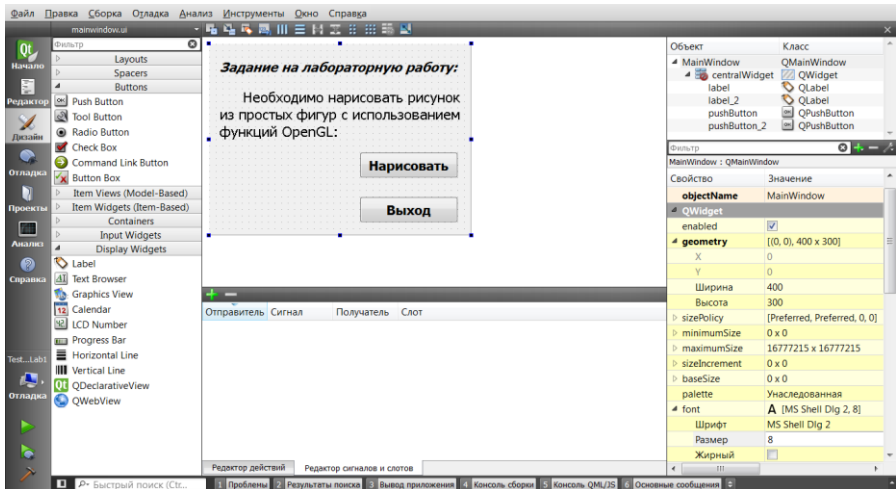 Файл Правка Сборка Отладка Анализ Инструменты Окно Справка
mainwindow.ui
Начало
Редактор
Дизайн
Отладка
Проекты
Анализ
Справка
Test...Lab1
Отладка
Фильтр
Layouts
Spacers
Buttons
Push Button
Tool Button
Radio Button
Check Box
Command Link Button
Button Box
Item Views (Model-Based)
Item Widgets (Item-Based)
Containers
Input Widgets
Display Widgets
Label
Text Browser
Graphics View
Calendar
LCD Number
Progress Bar
Horizontal Line
Vertical Line
QDeclarativeView
QWebView
Задание на лабораторную работу:
Необходимо нарисовать рисунок
из простых фигур с использованием
функций OpenGL:
Нарисовать
Выход
Отправитель Сигнал Получатель Слот
Редактор действий Редактор сигналов и слотов
Объект Класс
MainWindow QMainWindow
centralWidget QWidget
label QLabel
label_2 QLabel
pushButton QPushButton
pushButton_2 QPushButton
Фильтр
MainWindow : QMainWindow
Свойство Значение
objectName MainWindow
QWidget
enabled
geometry [(0, 0), 400 x 300]
X 0
Y 0
Ширина 400
Высота 300
sizePolicy [Preferred, Preferred, 0, 0]
minimumSize 0 x 0
maximumSize 16777215 x 16777215
sizeIncrement 0 x 0
baseSize 0 x 0
palette Унаследованная
font A [MS Shell Dlg 2, 8]
Шрифт MS Shell Dlg 2
Размер 8
Жирный
Быстрый поиск (Ctr... 1 Проблемы 2 Результаты поиска 3 Вывод приложения 4 Консоль сборки 5 Консоль QML/JS 6 Основные сообщения